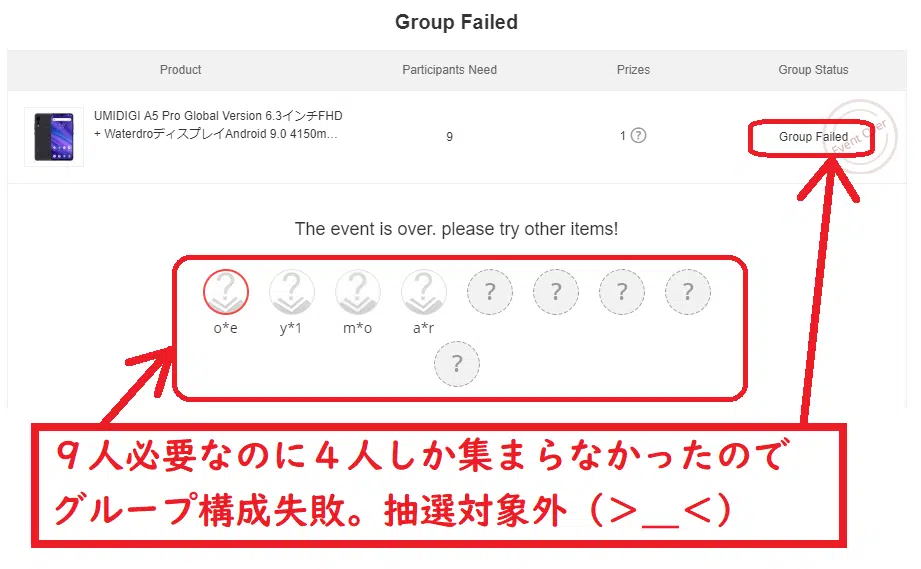 Group Failed
Product Participants Need Prizes Group Status
UMIDIGI A5 Pro Global Version 6.3インチFHD
+ WaterdroディスプレイAndroid 9.0 4150m...
9
1 ?
Group Failed
Event Over
The event is over. please try other items!
? ? ? ? ? ? ? ?
o*e y*1 m*o a*r
?
９人必要なのに４人しか集まらなかったので
グループ構成失敗。抽選対象外（＞＿＜）